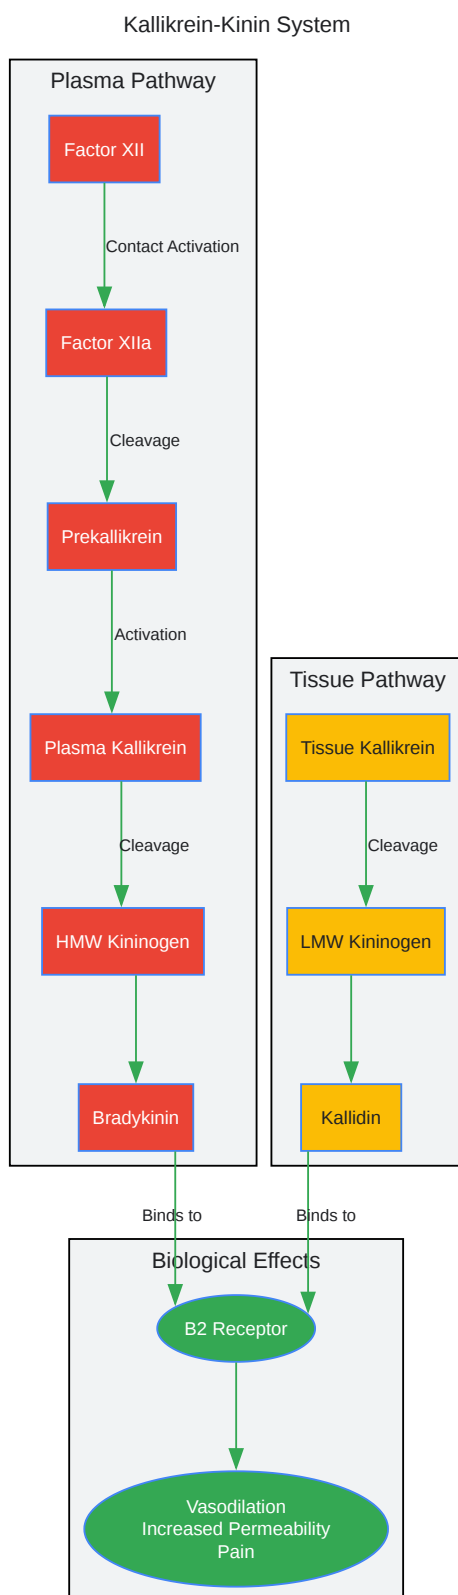 Kallikrein-Kinin System
Plasma Pathway
Factor XII
Contact Activation
Factor XIIa
Cleavage
Prekallikrein
Activation
Plasma Kallikrein
Cleavage
HMW Kininogen
Bradykinin
Tissue Pathway
Tissue Kallikrein
Cleavage
LMW Kininogen
Kallidin
Binds to
Binds to
Biological Effects
B2 Receptor
Vasodilation
Increased Permeability
Pain